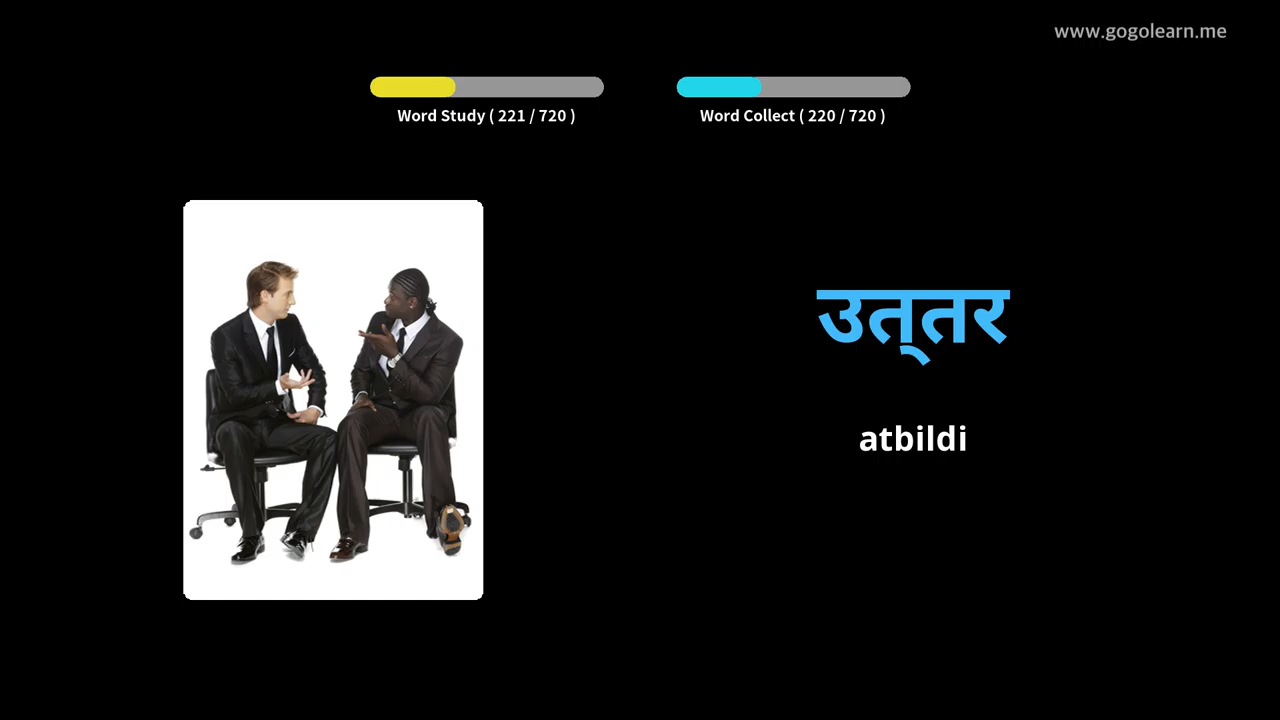 www.gogolearn.me
Word Study ( 221 / 720 )
Word Collect ( 220 / 720 )
उत्तर
atbildi